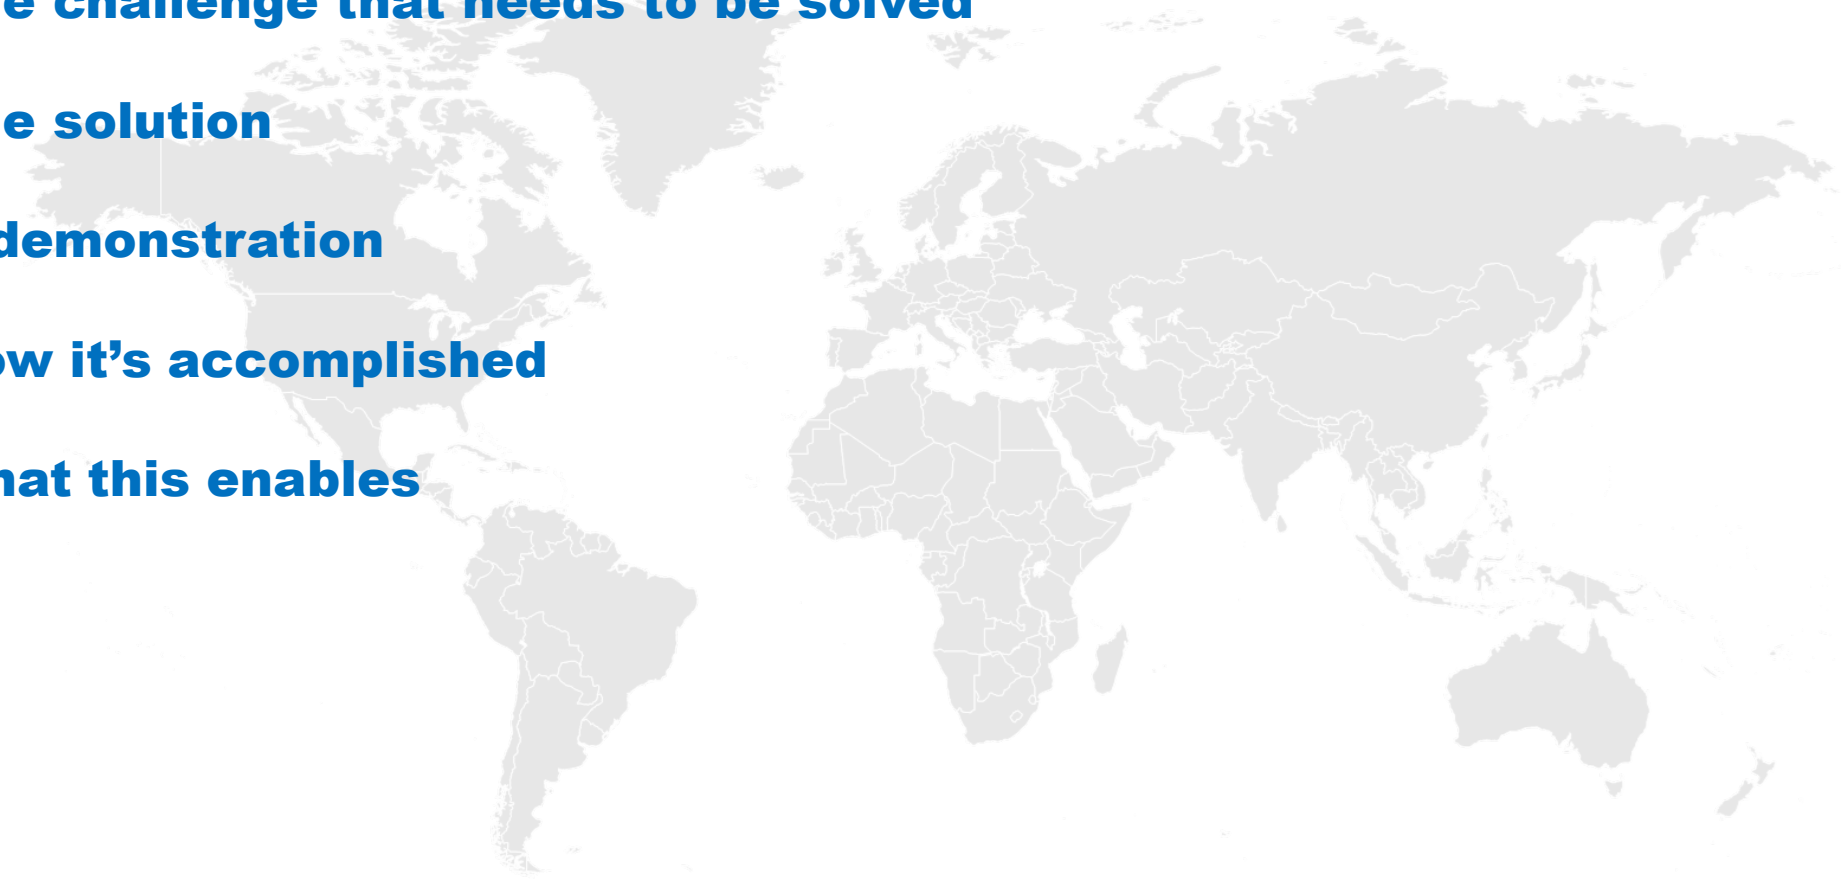 e challenge that needs to be solved
e solution
demonstration
ow it’s accomplished
hat this enables